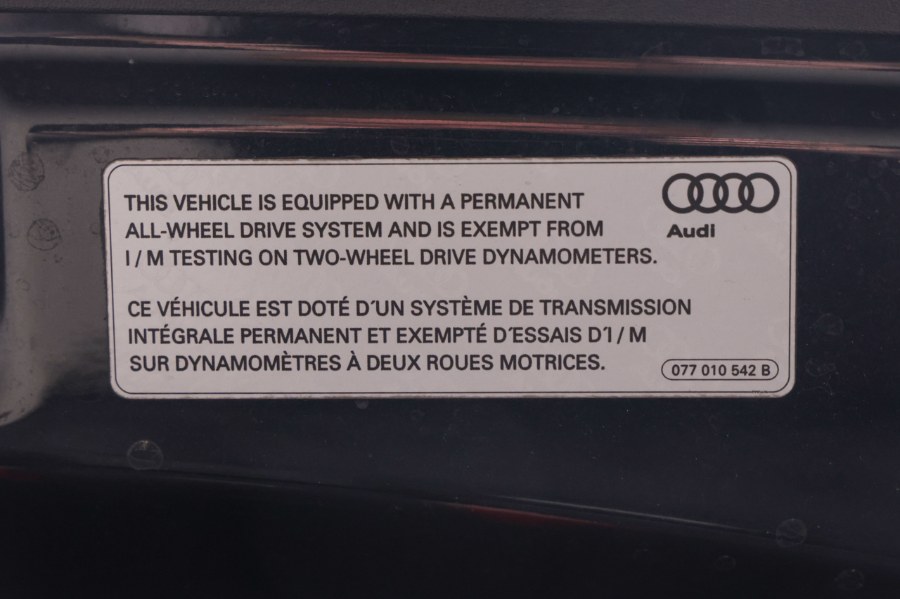 THIS VEHICLE IS EQUIPPED WITH A PERMANENT
ALL-WHEEL DRIVE SYSTEM AND IS EXEMPT FROM
I/M TESTING ON TWO-WHEEL DRIVE DYNAMOMETERS.
Audi
CE VÉHICULE EST DOTÉ D´UN SYSTÈME DE TRANSMISSION
INTÉGRALE PERMANENT ET EXEMPTÉ D´ESSAIS D´I/M
SUR DYNAMOMÈTRES À DEUX ROUES MOTRICES.
077 010 542 B